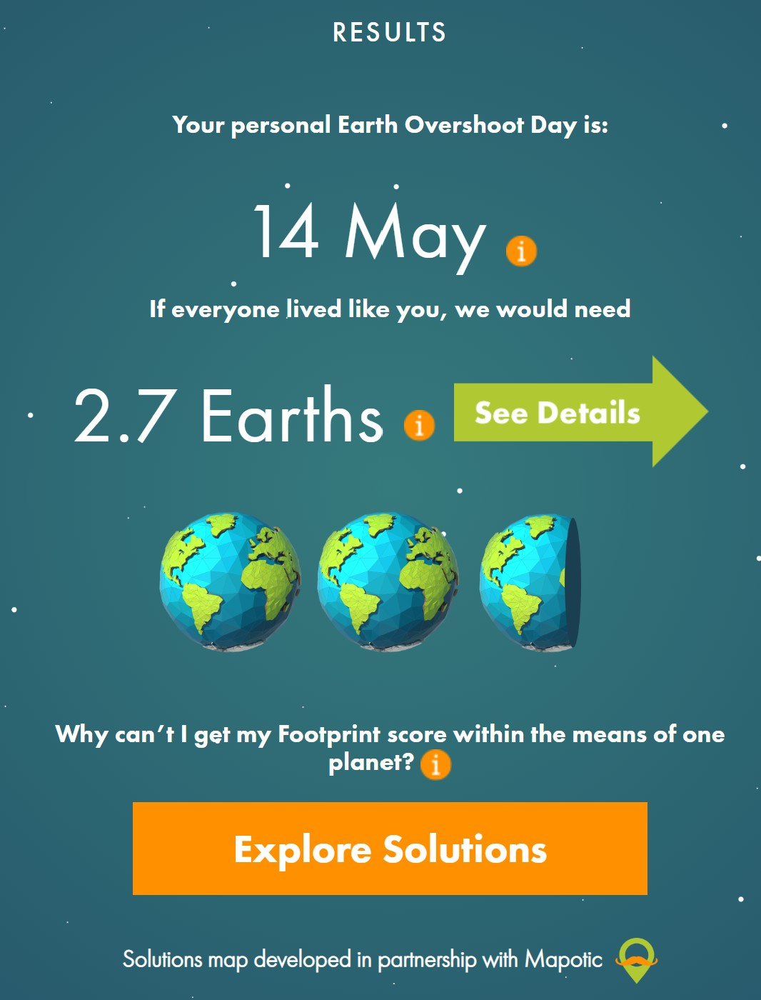 RESULTS
Your personal Earth Overshoot Day is:
14 May i
If everyone lived like you, we would need
2.7 Earths i See Details
Why can't I get my Footprint score within the means of one
planet? i
Explore Solutions
Solutions map developed in partnership with Mapotic